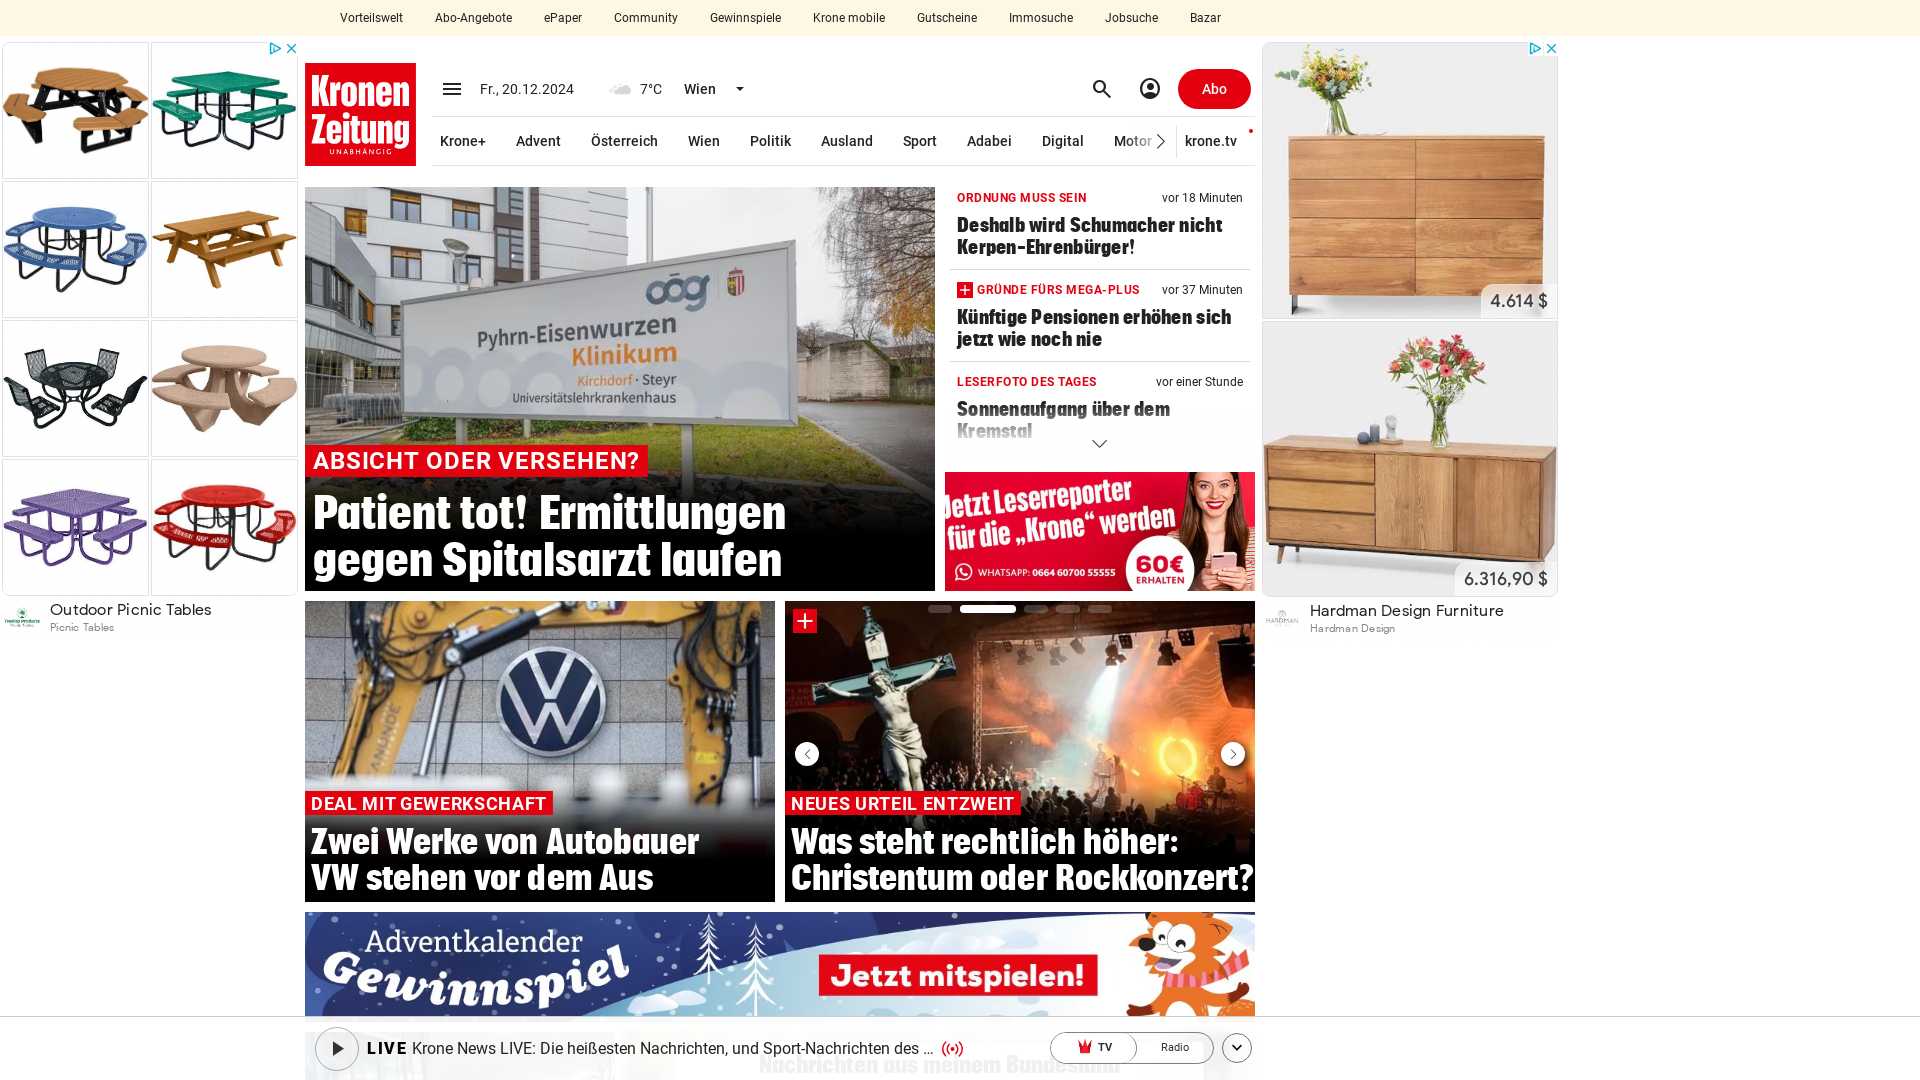 Vorteilswelt
Abo-Angebote
ePaper
Community
Gewinnspiele
Krone mobile
Gutscheine
Immosuche
Jobsuche
Bazar
Kronen
Zeitung
UNABHÄNGIG
Fr., 20.12.2024
7°C
Wien
Abo
Krone+
Advent
Österreich
Wien
Politik
Ausland
Sport
Adabei
Digital
Motor
krone.tv
oög
Pyhrn-Eisenwurzen
Klinikum
Kirchdorf · Steyr
Universitätslehrkrankenhaus
ABSICHT ODER VERSEHEN?
Patient tot! Ermittlungen
gegen Spitalsarzt laufen
ORDNUNG MUSS SEIN
vor 18 Minuten
Deshalb wird Schumacher nicht
Kerpen-Ehrenbürger!
GRÜNDE FÜRS MEGA-PLUS
vor 37 Minuten
Künftige Pensionen erhöhen sich
jetzt wie noch nie
LESERFOTO DES TAGES
vor einer Stunde
Sonnenaufgang über dem
Kremstal
Jetzt Leserreporter
für die „Krone“ werden
WHATSAPP: 0664 60700 55555
60€
ERHALTEN
DEAL MIT GEWERKSCHAFT
Zwei Werke von Autobauer
VW stehen vor dem Aus
NEUES URTEIL ENTZWEIT
Was steht rechtlich höher:
Christentum oder Rockkonzert?
Outdoor Picnic Tables
Picnic Tables
4.614 $
6.316,90 $
HARDMAN
Hardman Design Furniture
Hardman Design
Adventkalender
Gewinnspiel
Jetzt mitspielen!
LIVE Krone News LIVE: Die heißesten Nachrichten, und Sport-Nachrichten des ...
TV
Radio
Nachrichten aus meinem Bundesland